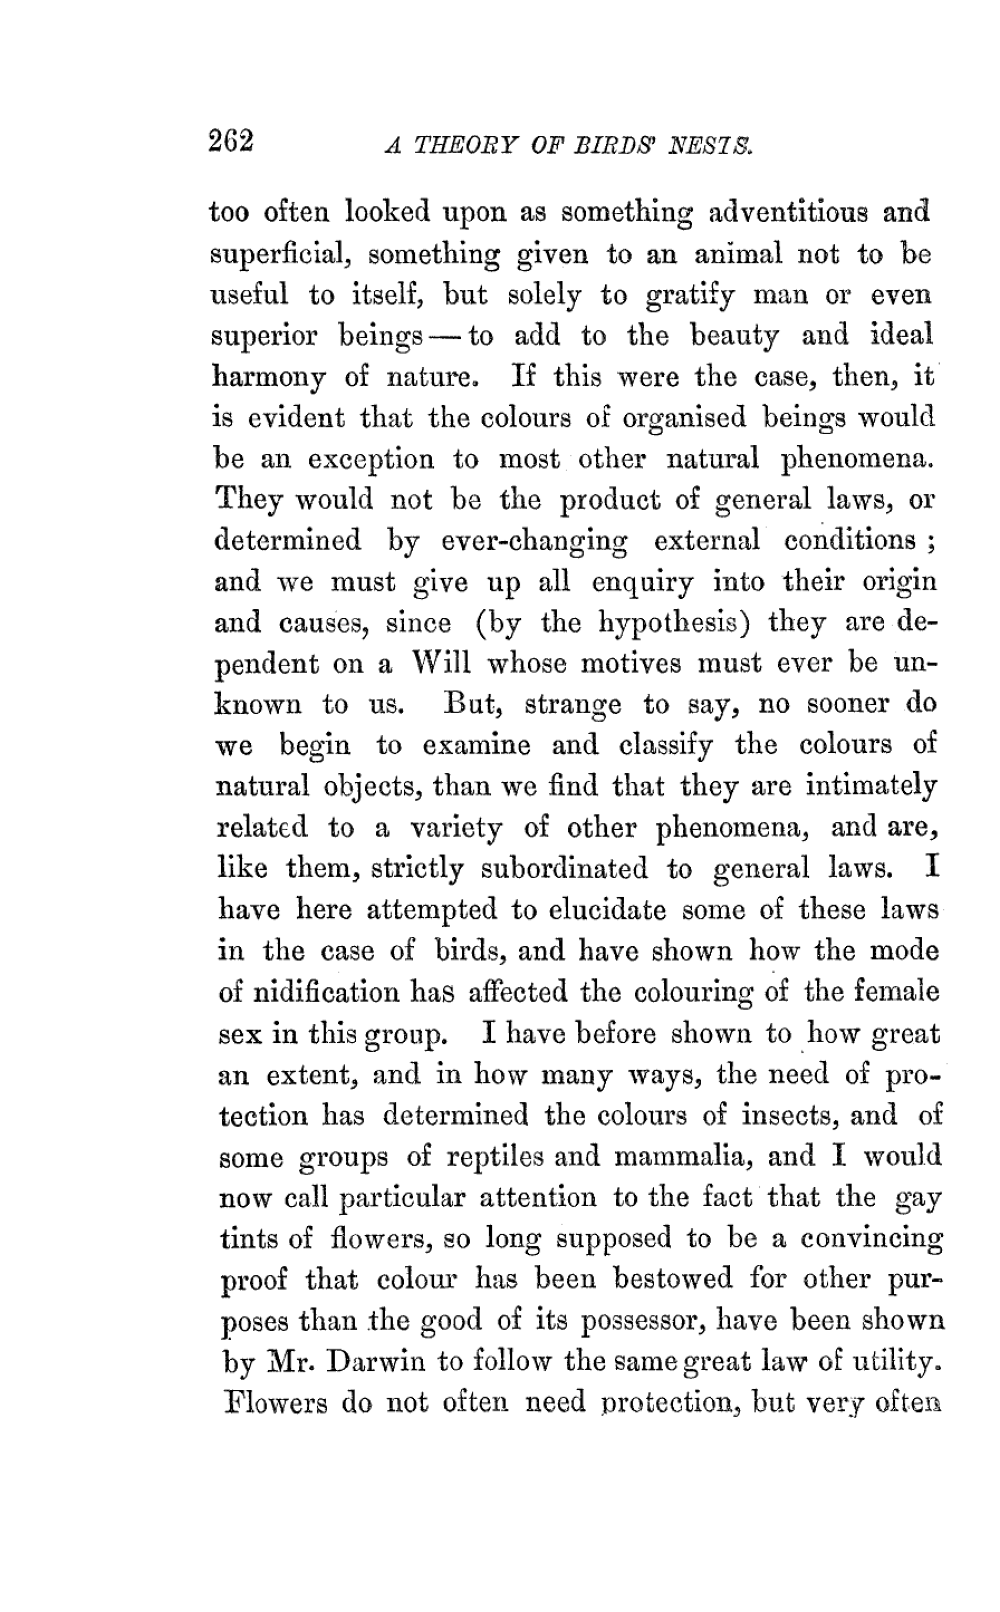 262 A THEORY OF BIRDS' NESTS.
too often looked upon as something adventitious and
superficial, something given to an animal not to be
useful to itself, but solely to gratify man or even
superior beings — to add to the beauty and ideal
harmony of nature. If this were the case, then, it
is evident that the colours of organised beings would
be an exception to most other natural phenomena.
They would not be the product of general laws, or
determined by ever-changing external conditions ;
and we must give up all enquiry into their origin
and causes, since (by the hypothesis) they are de-
pendent on a Will whose motives must ever be un-
known to us. But, strange to say, no sooner do
we begin to examine and classify the colours of
natural objects, than we find that they are intimately
related to a variety of other phenomena, and are,
like them, strictly subordinated to general laws. I
have here attempted to elucidate some of these laws
in the case of birds, and have shown how the mode
of nidification has affected the colouring of the female
sex in this group. I have before shown to how great
an extent, and in how many ways, the need of pro-
tection has determined the colours of insects, and of
some groups of reptiles and mammalia, and I would
now call particular attention to the fact that the gay
tints of flowers, so long supposed to be a convincing
proof that colour has been bestowed for other pur-
poses than the good of its possessor, have been shown
by Mr. Darwin to follow the same great law of utility.
Flowers do not often need protection, but very often